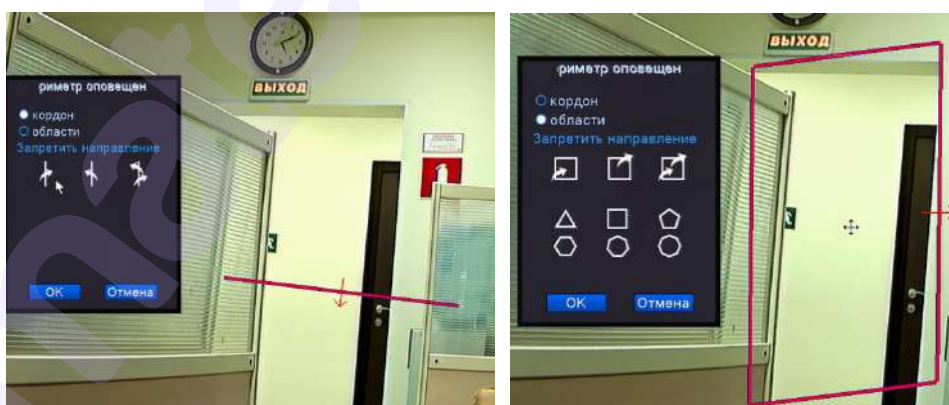 риметр оповещен
кордон
области
Запретить направление
OK
Отмена
ВЫХОД
риметр оповещен
кордон
области
Запретить направление
OK
Отмена
ВЫХОД